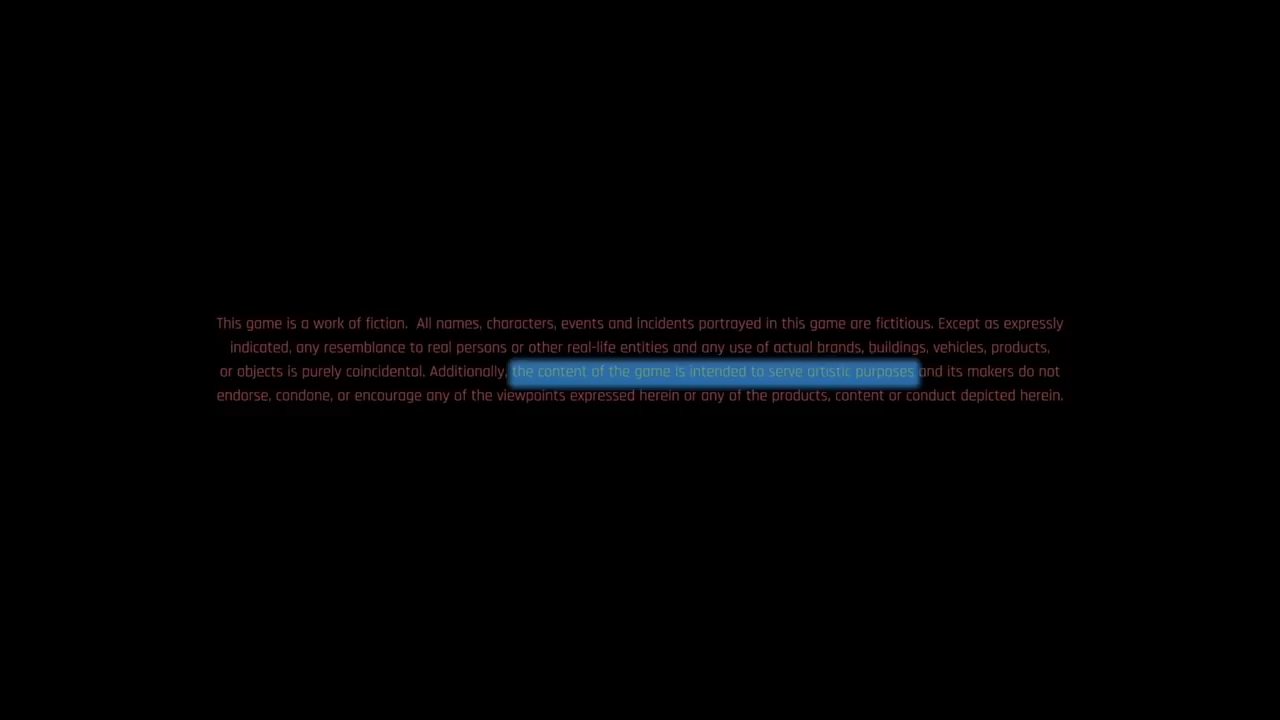 This game is a work of fiction.  All names, characters, events and incidents portrayed in this game are fictitious. Except as expressly
indicated, any resemblance to real persons or other real-life entities and any use of actual brands, buildings, vehicles, products,
or objects is purely coincidental. Additionally, the content of the game is intended to serve artistic purposes and its makers do not
endorse, condone, or encourage any of the viewpoints expressed herein or any of the products, content or conduct depicted herein.